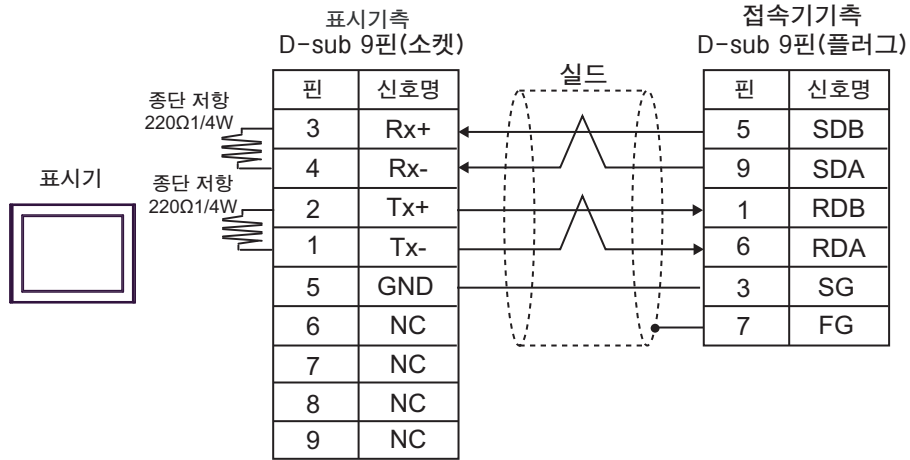 표시기측
D-sub 9핀(소켓)
접속기기측
D-sub 9핀(플러그)
실드
종단 저항
220Ω1/4W
종단 저항
220Ω1/4W
표시기
핀 신호명
3 Rx+
4 Rx-
2 Tx+
1 Tx-
5 GND
6 NC
7 NC
8 NC
9 NC
핀 신호명
5 SDB
9 SDA
1 RDB
6 RDA
3 SG
7 FG